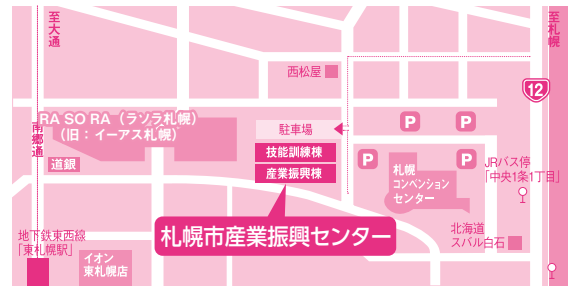 至大通
至札幌
西松屋
12
RA SO RA（ラソラ札幌）
（旧：イーアス札幌）
南郷通
駐車場
P
P
技能訓練棟
道銀
産業振興棟
P
P
札幌
コンベンション
センター
JRバス停
「中央1条1丁目」
札幌市産業振興センター
北海道
スバル白石
地下鉄東西線
「東札幌駅」
イオン
東札幌店